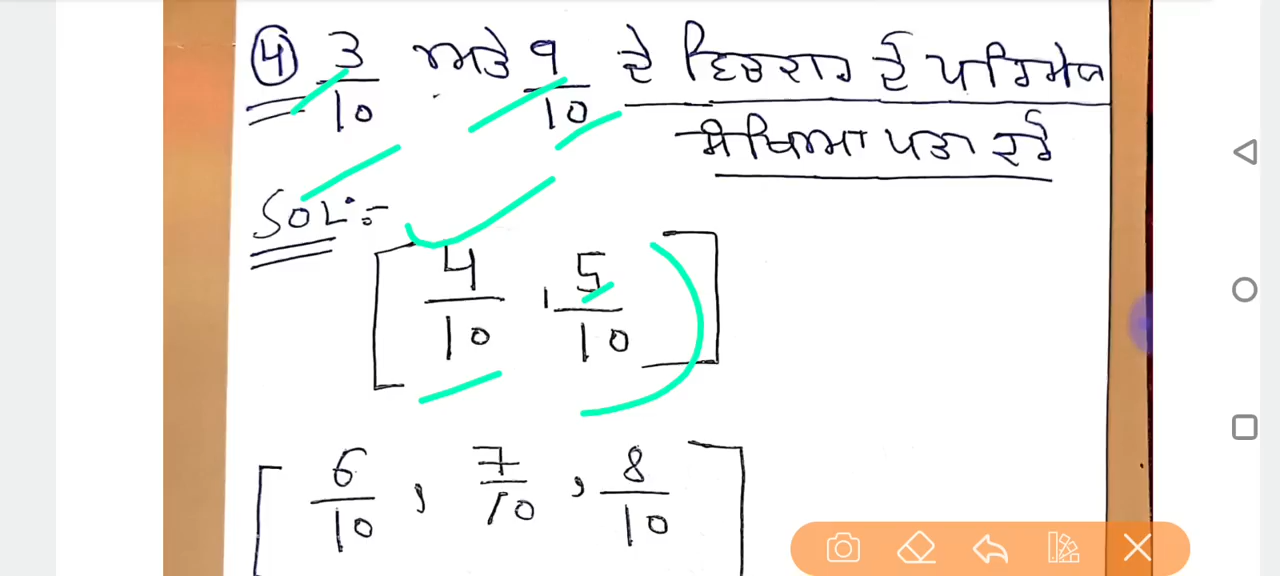 ④ 3/10 ਅਤੇ 9/10 ਦੇ ਵਿਚਕਾਰ ਦੋ ਪਰਿਮੇਯ
ਸੰਖਿਆ ਪਤਾ ਕਰੋ
SOL:-
[4/10, 5/10]
[6/10, 7/10, 8/10]